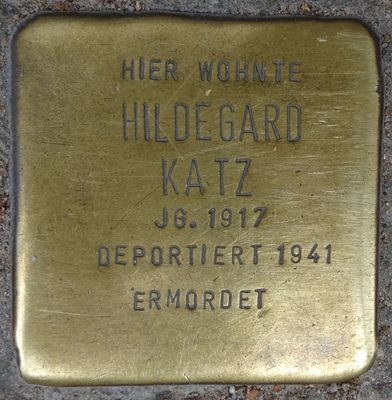 HIER WOHNTE
HILDEGARD
KATZ
JG. 1917
DEPORTIERT 1941
ERMORDET